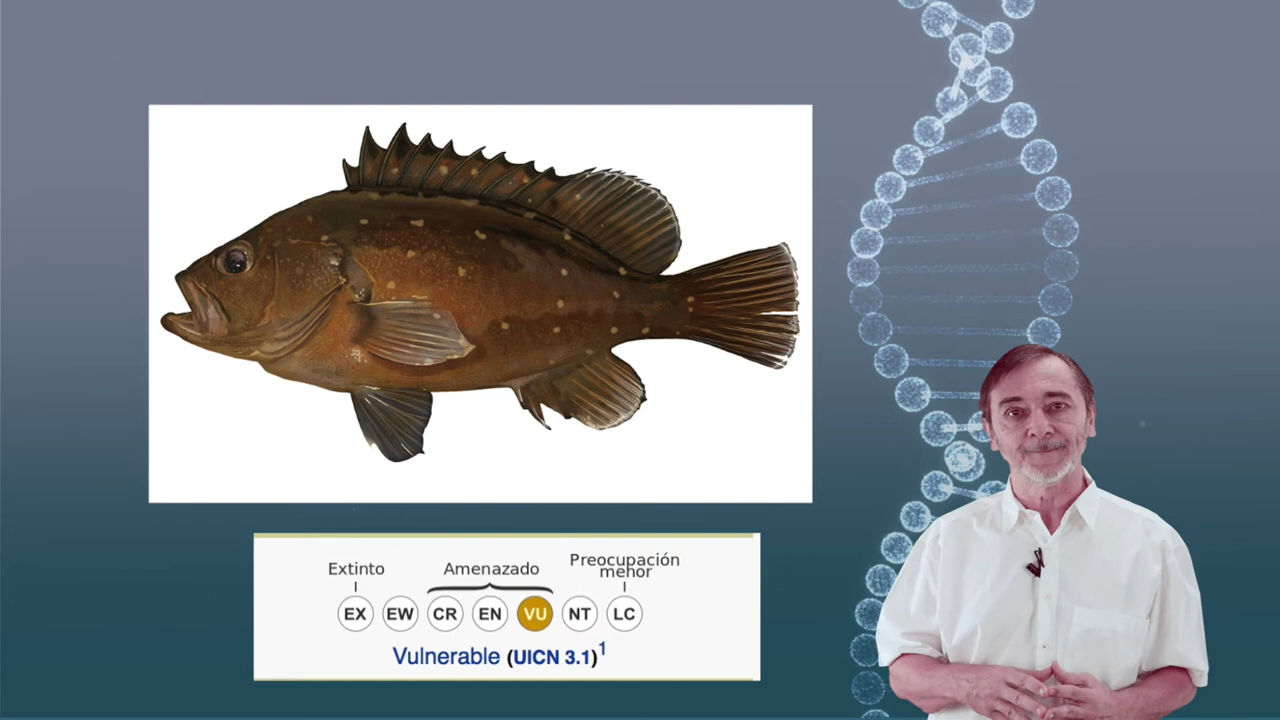 Extinto
Amenazado
Preocupación
menor
EX EW CR EN VU NT LC
Vulnerable (UICN 3.1)1